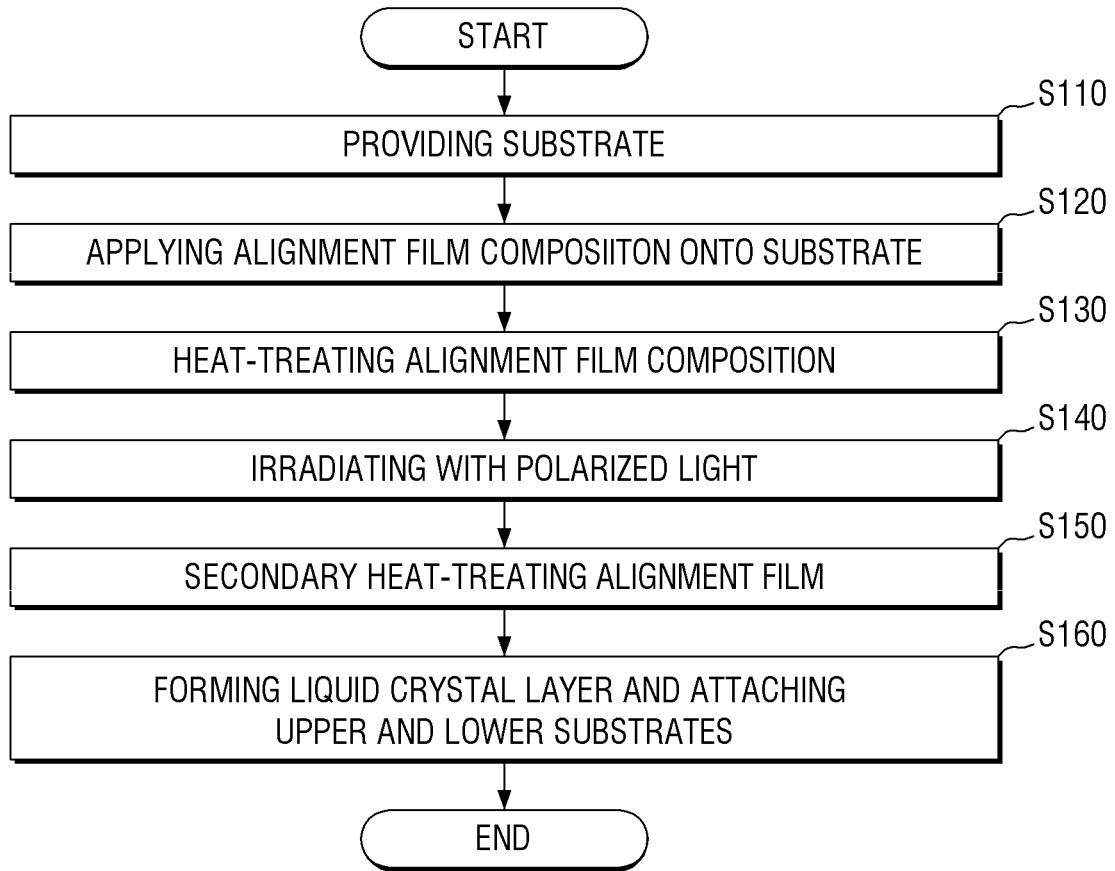 START
S110
PROVIDING SUBSTRATE
S120
APPLYING ALIGNMENT FILM COMPOSIITON ONTO SUBSTRATE
S130
HEAT-TREATING ALIGNMENT FILM COMPOSITION
S140
IRRADIATING WITH POLARIZED LIGHT
S150
SECONDARY HEAT-TREATING ALIGNMENT FILM
S160
FORMING LIQUID CRYSTAL LAYER AND ATTACHING
UPPER AND LOWER SUBSTRATES
END